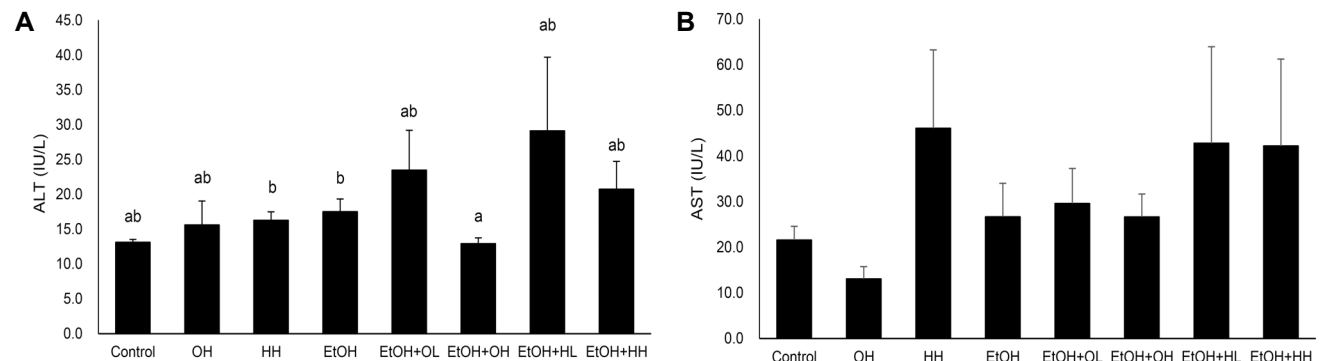 A
ALT (IU/L)
45.0
40.0
35.0
30.0
25.0
20.0
15.0
10.0
5.0
0.0
ab
ab
b
b
ab
a
ab
ab
Control OH HH EtOH EtOH+OL EtOH+OH EtOH+HL EtOH+HH
B
AST (IU/L)
70.0
60.0
50.0
40.0
30.0
20.0
10.0
0.0
Control OH HH EtOH EtOH+OL EtOH+OH EtOH+HL EtOH+HH